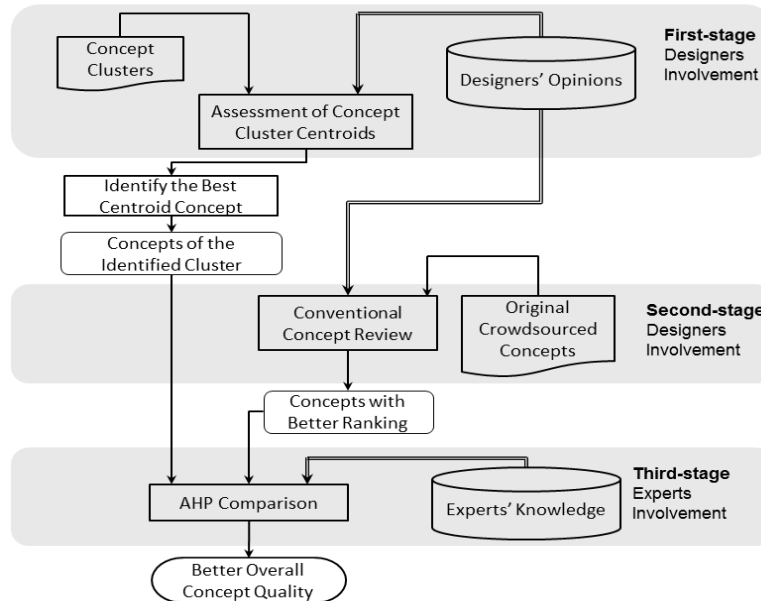 Concept
Clusters
Designers' Opinions
First-stage
Designers
Involvement
Assessment of Concept
Cluster Centroids
Identify the Best
Centroid Concept
Concepts of the
Identified Cluster
Conventional
Concept Review
Original
Crowdsourced
Concepts
Second-stage
Designers
Involvement
Concepts with
Better Ranking
AHP Comparison
Experts' Knowledge
Third-stage
Experts
Involvement
Better Overall
Concept Quality